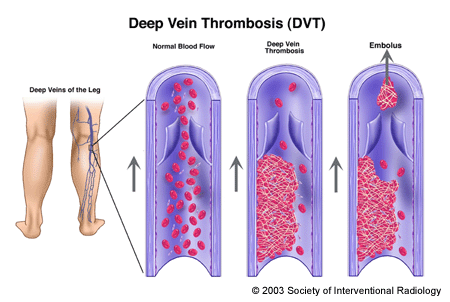 Deep Vein Thrombosis (DVT)
Normal Blood Flow
Deep Vein
Thrombosis
Embolus
Deep Veins of the Leg
© 2003 Society of Interventional Radiology